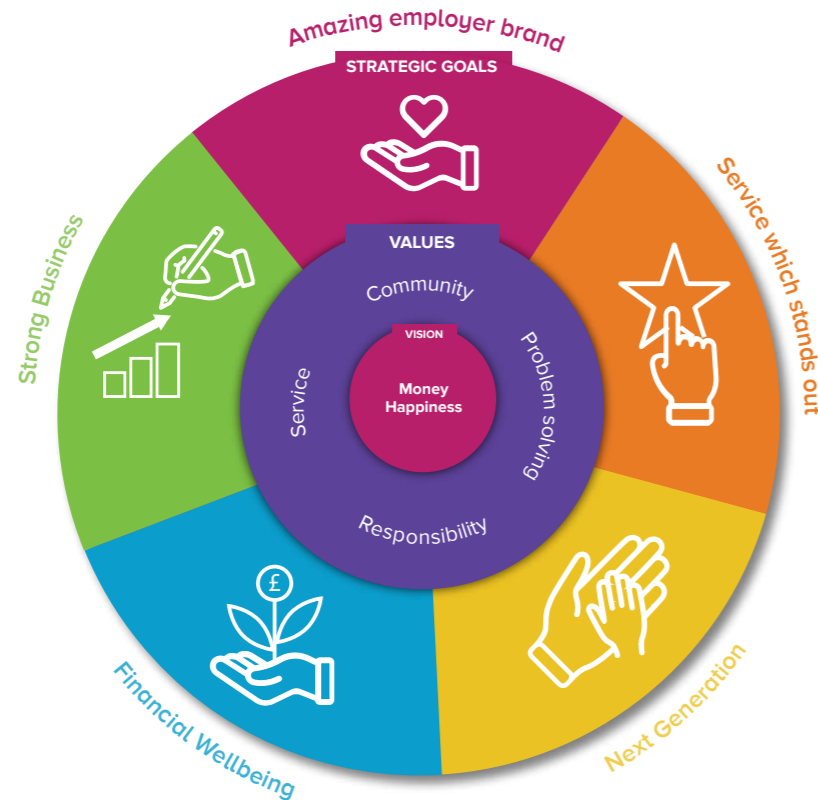 Amazing employer brand
STRATEGIC GOALS
Service which stands out
Next Generation
Financial Wellbeing
£
Strong Business
VALUES
Community
Problem solving
Responsibility
Service
VISION
Money
Happiness